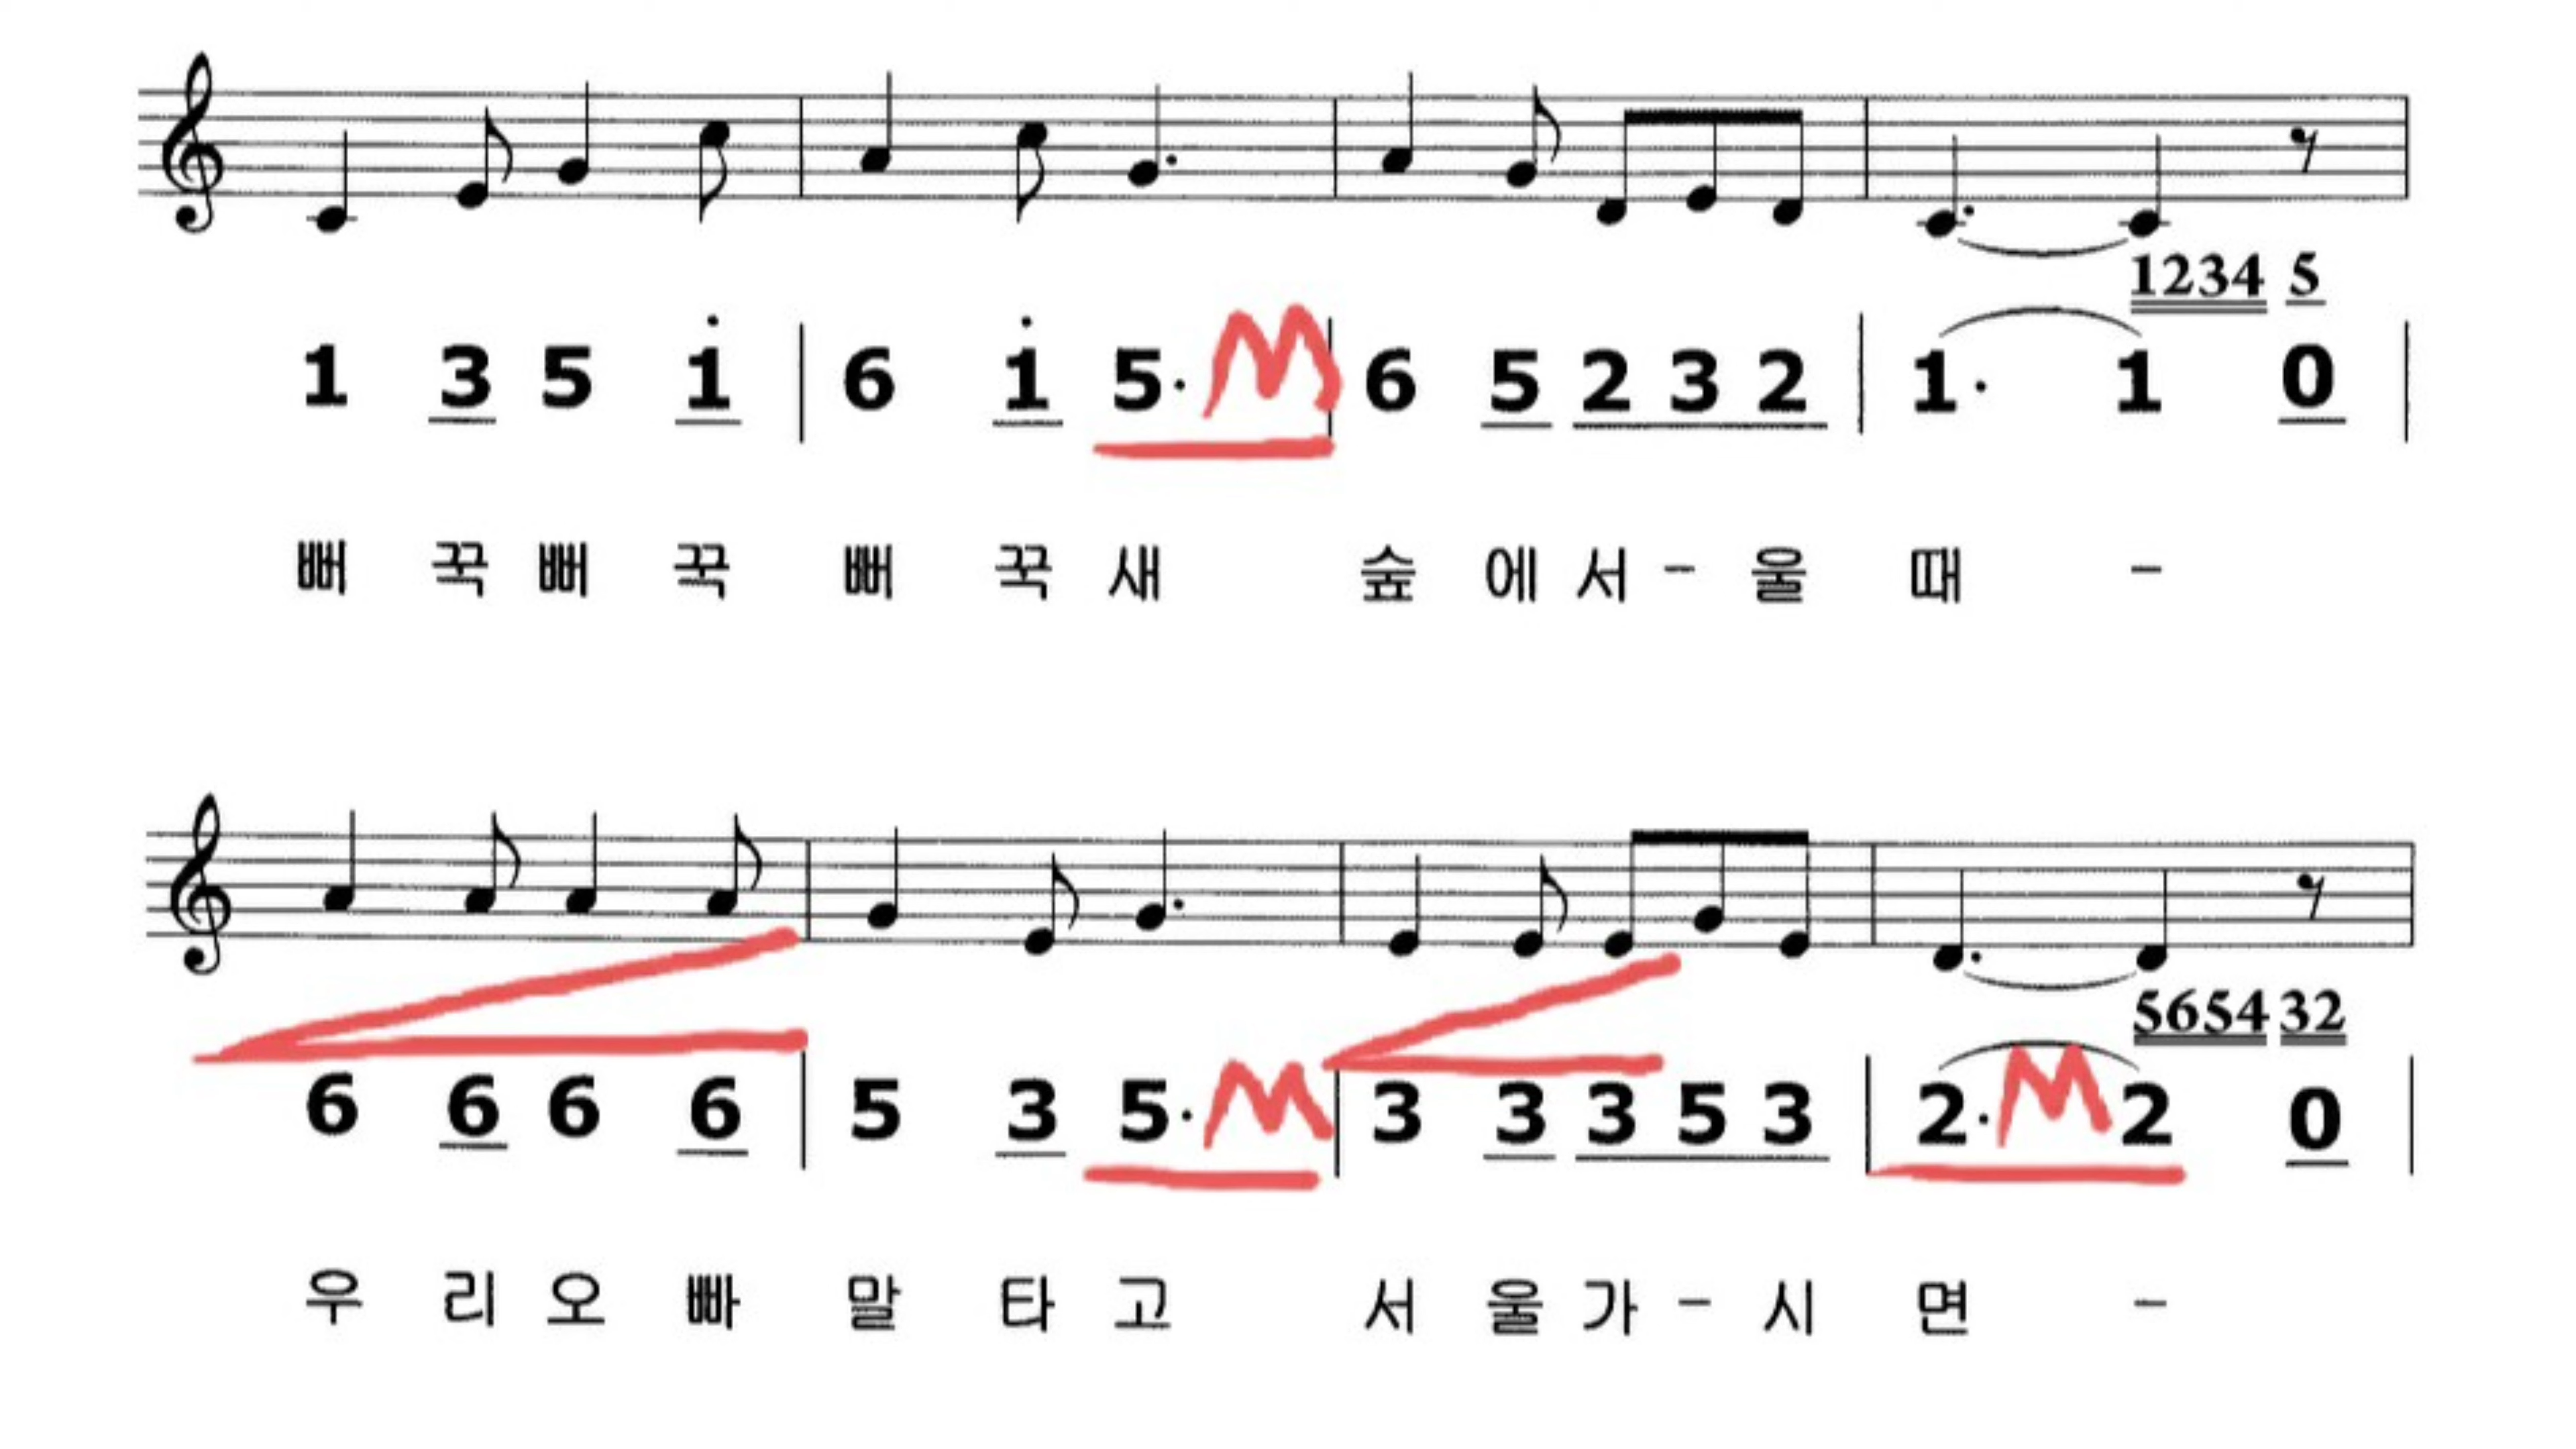 1234 5
1 3 5 1 | 6 1 5· M 6 5 2 3 2 | 1· 1 0 |
뻐 꾹 뻐 꾹 뻐 꾹 새 숲 에 서 - 울 때 -
5654 32
6 6 6 6 | 5 3 5· M | 3 3 3 5 3 | 2· M 2 0 |
우 리 오 빠 말 타 고 서 울 가 - 시 면 -